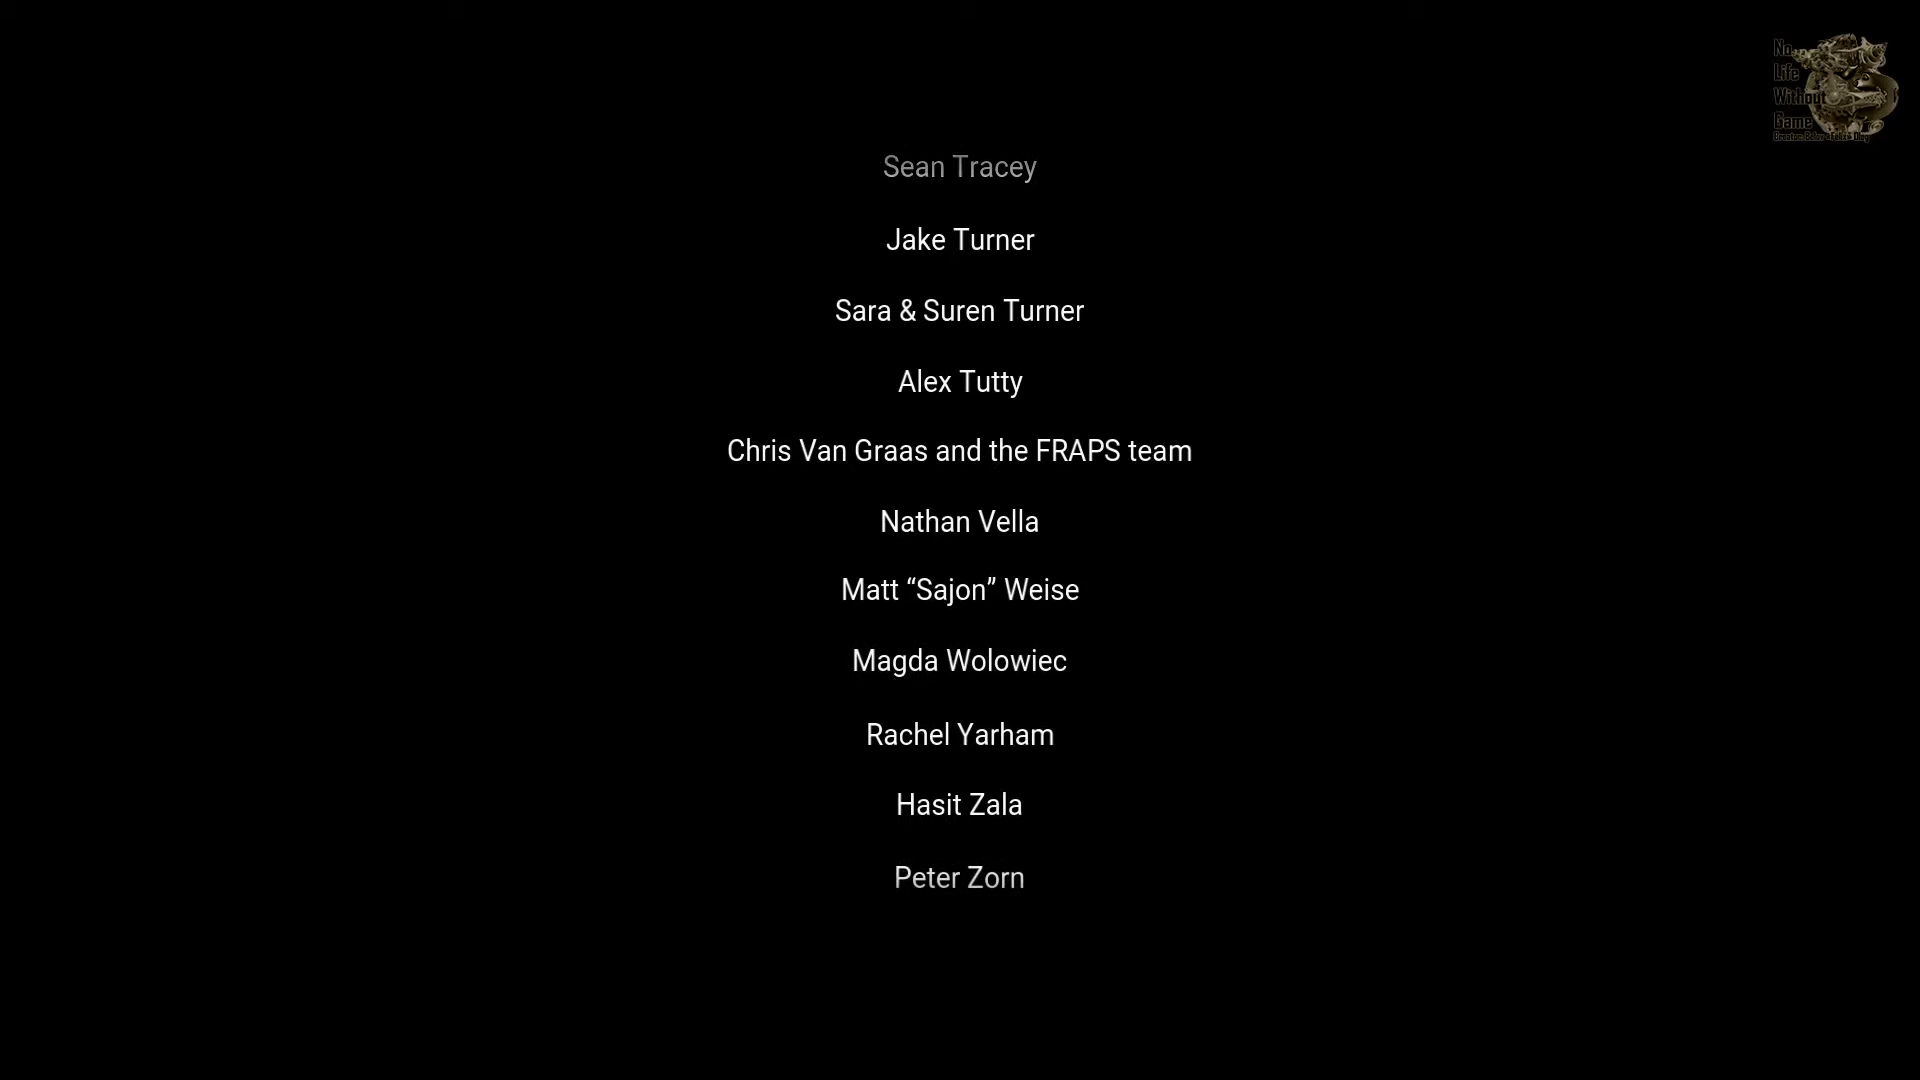 No
Life
Without
Game
Sean Tracey
Jake Turner
Sara & Suren Turner
Alex Tutty
Chris Van Graas and the FRAPS team
Nathan Vella
Matt “Sajon” Weise
Magda Wolowiec
Rachel Yarham
Hasit Zala
Peter Zorn